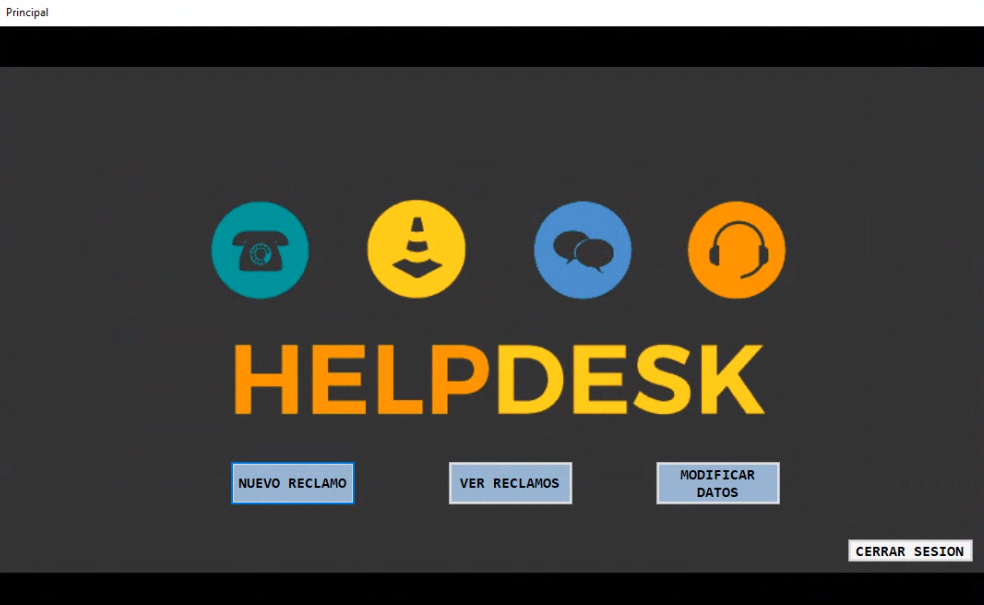 Principal
HELPDESK
NUEVO RECLAMO
VER RECLAMOS
MODIFICAR
DATOS
CERRAR SESION